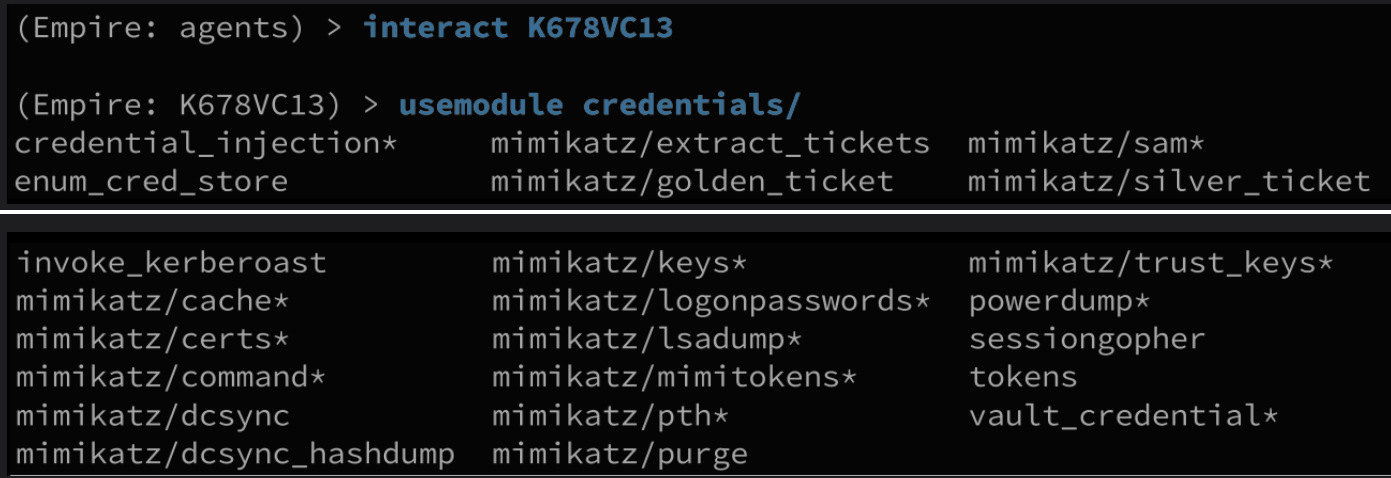 (Empire: agents) > interact K678VC13
(Empire: K678VC13) > usemodule credentials/
credential_injection* mimikatz/extract_tickets mimikatz/sam*
enum_cred_store mimikatz/golden_ticket mimikatz/silver_ticket
invoke_kerberoast mimikatz/keys* mimikatz/trust_keys*
mimikatz/cache* mimikatz/logonpasswords* powerdump*
mimikatz/certs* mimikatz/lsadump* sessiongopher
mimikatz/command* mimikatz/mimitokens* tokens
mimikatz/dcsync mimikatz/pth* vault_credential*
mimikatz/dcsync_hashdump mimikatz/purge